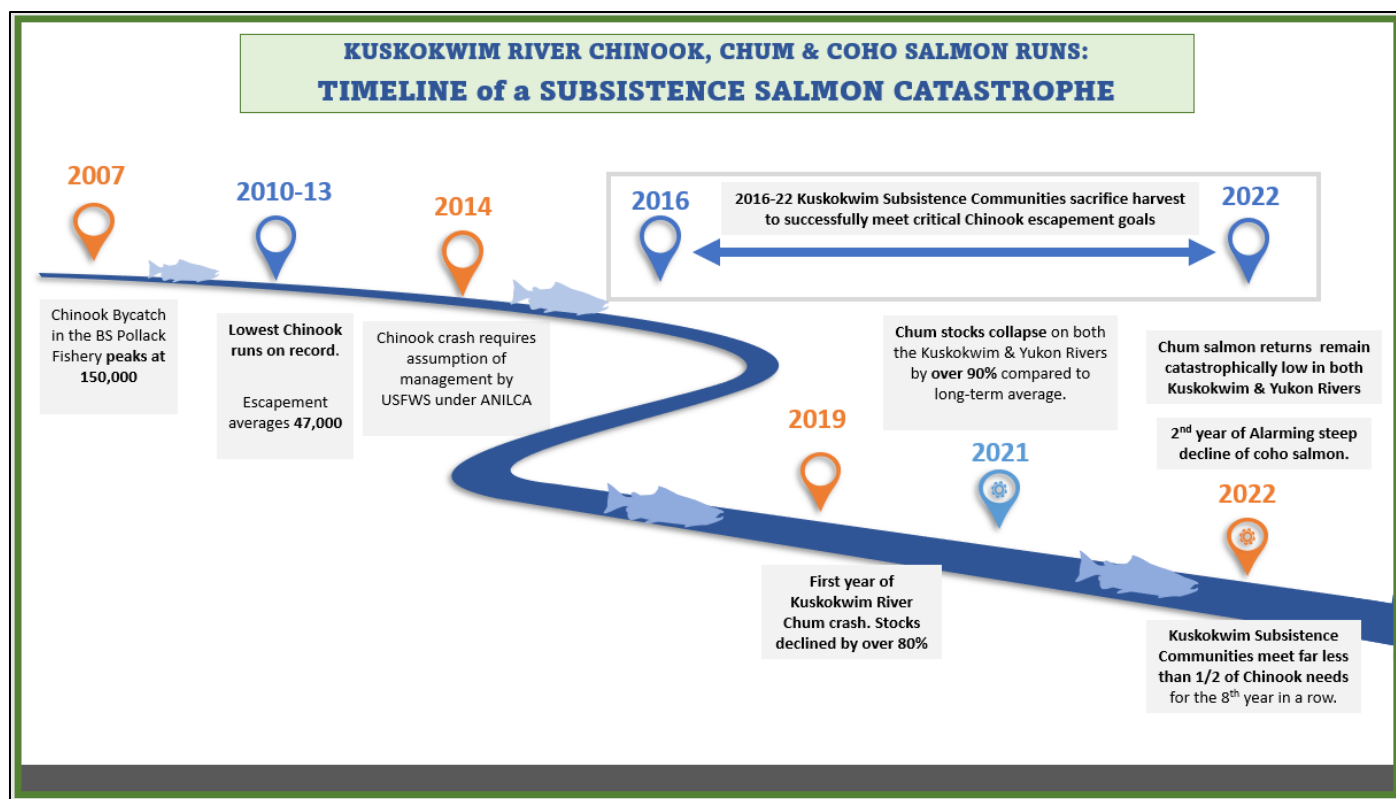 KUSKOKWIM RIVER CHINOOK, CHUM & COHO SALMON RUNS:
TIMELINE of a SUBSISTENCE SALMON CATASTROPHE
2007
Chinook Bycatch
in the BS Pollack
Fishery peaks at
150,000
2010-13
Lowest Chinook
runs on record.
Escapement
averages 47,000
2014
Chinook crash requires
assumption of
management by
USFWS under ANILCA
2016
2016-22 Kuskokwim Subsistence Communities sacrifice harvest
to successfully meet critical Chinook escapement goals
2022
2019
First year of
Kuskokwim River
Chum crash. Stocks
declined by over 80%
Chum stocks collapse on both
the Kuskokwim & Yukon Rivers
by over 90% compared to
long-term average.
2021
Chum salmon returns remain
catastrophically low in both
Kuskokwim & Yukon Rivers
2nd year of Alarming steep
decline of coho salmon.
2022
Kuskokwim Subsistence
Communities meet far less
than 1/2 of Chinook needs
for the 8th year in a row.